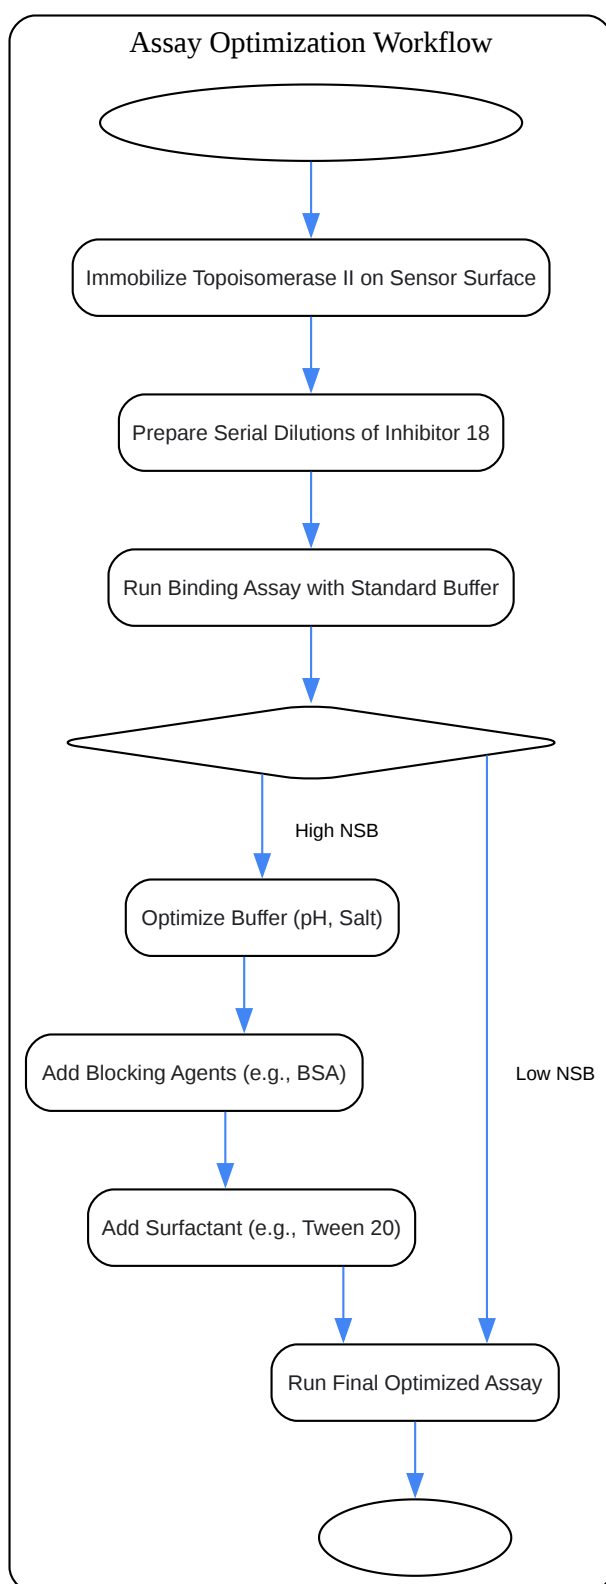 Assay Optimization Workflow
Immobilize Topoisomerase II on Sensor Surface
Prepare Serial Dilutions of Inhibitor 18
Run Binding Assay with Standard Buffer
High NSB
Optimize Buffer (pH, Salt)
Add Blocking Agents (e.g., BSA)
Low NSB
Add Surfactant (e.g., Tween 20)
Run Final Optimized Assay